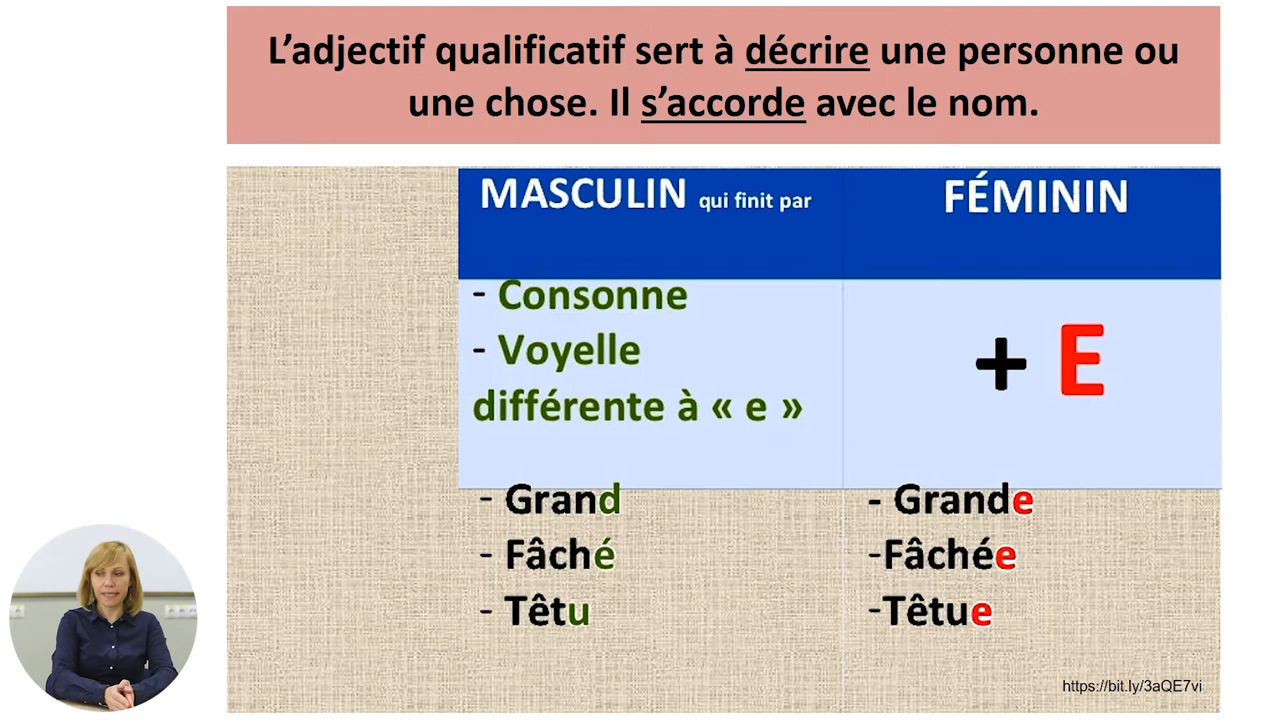 L’adjectif qualificatif sert à décrire une personne ou
une chose. Il s’accorde avec le nom.
MASCULIN qui finit par
FÉMININ
- Consonne
- Voyelle
différente à « e »
+ E
- Grand
- Fâché
- Têtu
- Grande
-Fâchée
-Têtue
https://bit.ly/3aQE7vi